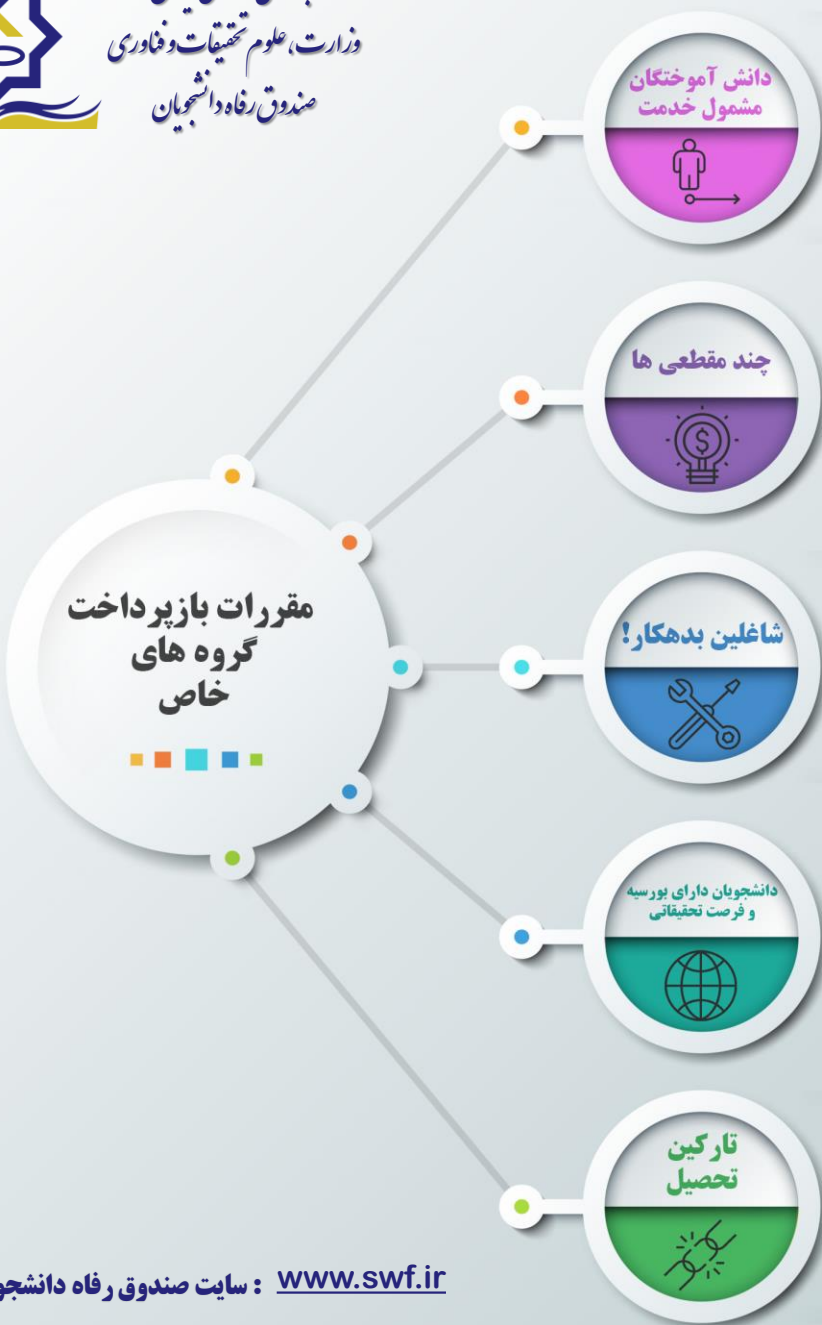 وزارت، علوم تحقیقات و فناوری
صندوق رفاه دانشجویان
دانش آموختگان
مشمول خدمت
چند مقطعی ها
مقررات بازپرداخت
گروه های
خاص
شاغلین بدهکار!
دانشجویان دارای بورسیه
و فرصت تحقیقاتی
تارکین
تحصیل
سایت صندوق رفاه : www.swf.ir